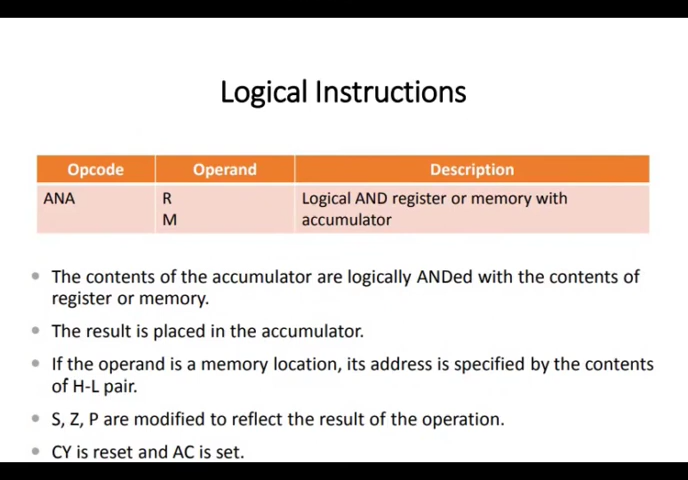 Logical Instructions
Opcode Operand Description
ANA R Logical AND register or memory with
M accumulator
• The contents of the accumulator are logically ANDed with the contents of
register or memory.
• The result is placed in the accumulator.
• If the operand is a memory location, its address is specified by the contents
of H-L pair.
• S, Z, P are modified to reflect the result of the operation.
• CY is reset and AC is set.